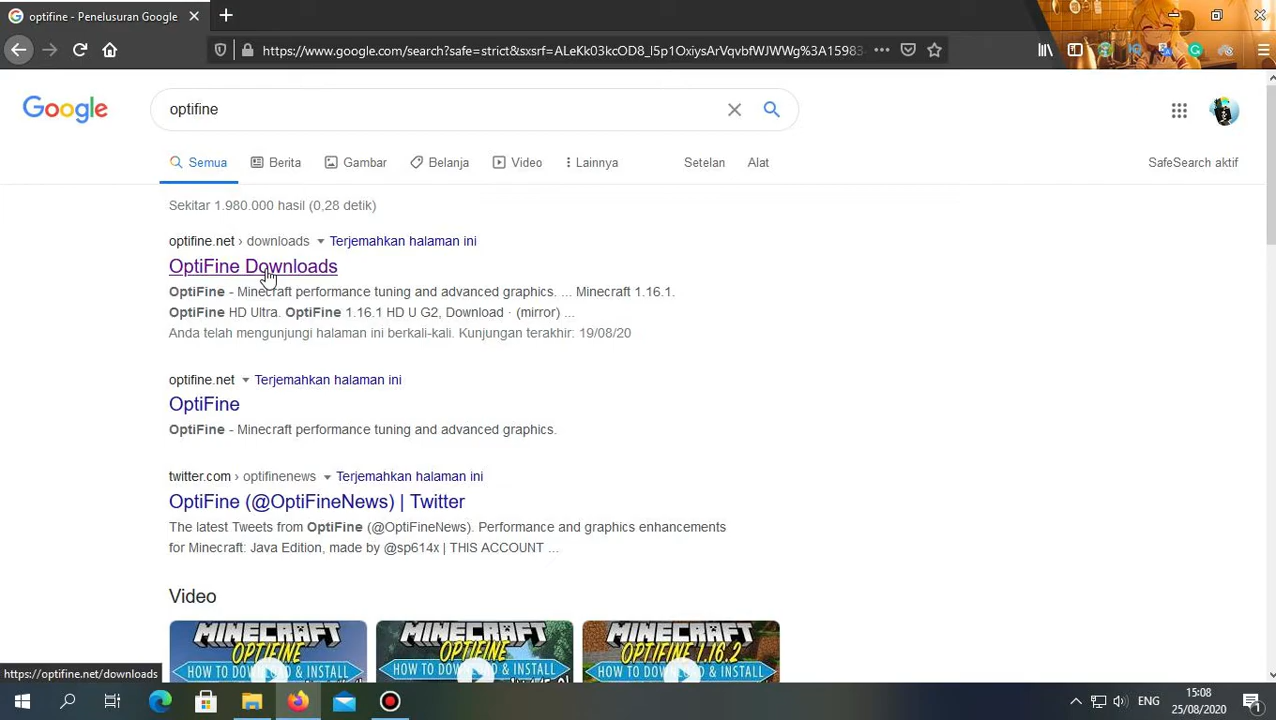 optifine - Penelusuran Google
https://www.google.com/search?safe=strict&sxsrf=ALeKk03kcOD8_l5p1OxiysArVqvbfWJWWg%3A15983
Google
optifine
Semua
Berita
Gambar
Belanja
Video
Lainnya
Setelan
Alat
SafeSearch aktif
Sekitar 1.980.000 hasil (0,28 detik)
optifine.net › downloads Terjemahkan halaman ini
OptiFine Downloads
OptiFine - Minecraft performance tuning and advanced graphics. ... Minecraft 1.16.1.
OptiFine HD Ultra. OptiFine 1.16.1 HD U G2, Download · (mirror) ...
Anda telah mengunjungi halaman ini berkali-kali. Kunjungan terakhir: 19/08/20
optifine.net Terjemahkan halaman ini
OptiFine
OptiFine - Minecraft performance tuning and advanced graphics.
twitter.com › optifinenews Terjemahkan halaman ini
OptiFine (@OptiFineNews) | Twitter
The latest Tweets from OptiFine (@OptiFineNews). Performance and graphics enhancements
for Minecraft: Java Edition, made by @sp614x | THIS ACCOUNT ...
Video
MINECRAFT
OPTIFINE
HOW TO DOWNLOAD & INSTALL
MINECRAFT
OPTIFINE
HOW TO DOWNLOAD & INSTALL
MINECRAFT
OPTIFINE 1.16.2
HOW TO DOWNLOAD & INSTALL
https://optifine.net/downloads
ENG
15:08
25/08/2020
1